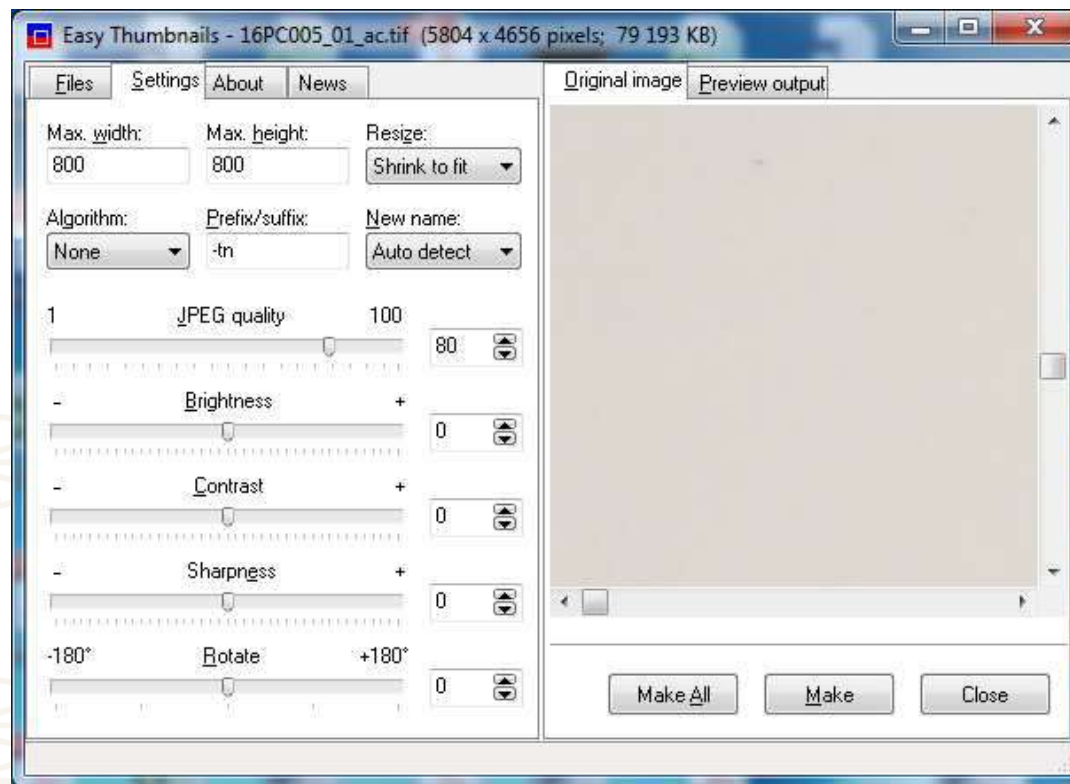 Easy Thumbnails - 16PC005_01_ac.tif (5804 x 4656 pixels; 79 193 KB)
Files Settings About News
Original image Preview output
Max. width: Max. height: Resize:
800 800 Shrink to fit
Algorithm: Prefix/suffix: New name:
None -tn Auto detect
1 JPEG quality 100
80
- Brightness +
0
- Contrast +
0
- Sharpness +
0
-180° Rotate +180°
0
Make All Make Close